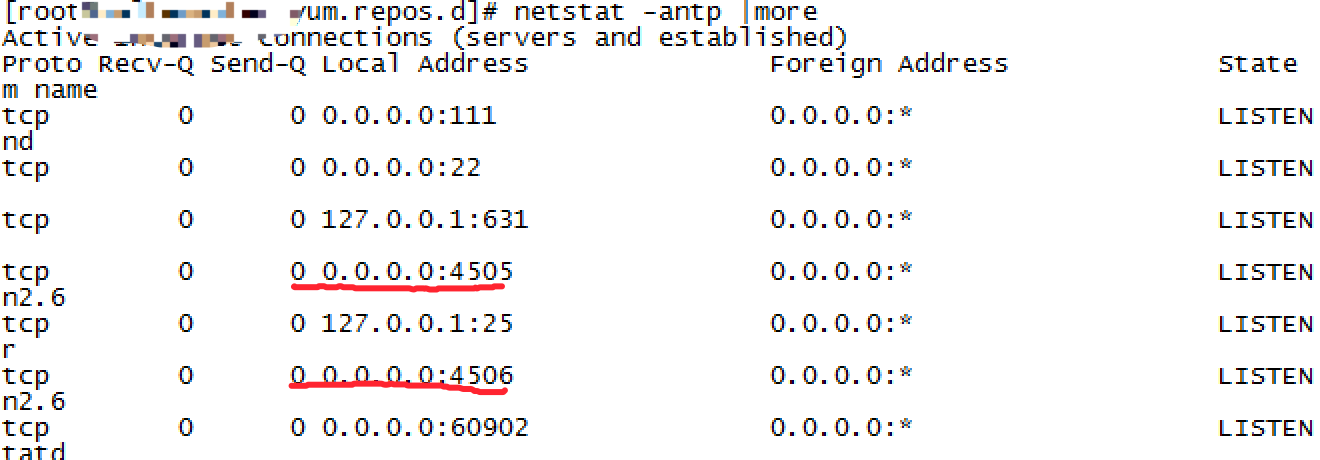 [root yum.repos.d]# netstat -antp |more
Active connections (servers and established)
Proto Recv-Q Send-Q Local Address Foreign Address State
m name
tcp 0 0 0.0.0.0:111 0.0.0.0:* LISTEN
nd
tcp 0 0 0.0.0.0:22 0.0.0.0:* LISTEN
tcp 0 0 127.0.0.1:631 0.0.0.0:* LISTEN
tcp 0 0 0.0.0.0:4505 0.0.0.0:* LISTEN
n2.6
tcp 0 0 127.0.0.1:25 0.0.0.0:* LISTEN
r
tcp 0 0 0.0.0.0:4506 0.0.0.0:* LISTEN
n2.6
tcp 0 0 0.0.0.0:60902 0.0.0.0:* LISTEN
tatd